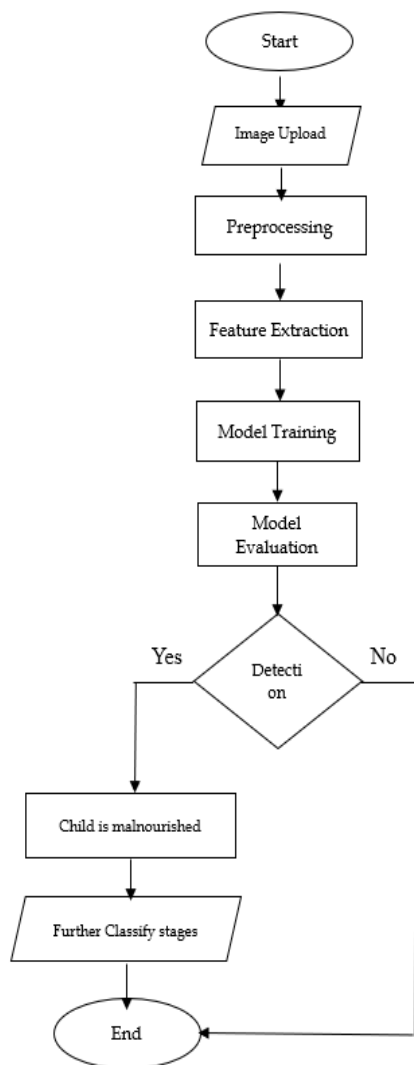 Start
Image Upload
Preprocessing
Feature Extraction
Model Training
Model
Evaluation
Yes
No
Detecti
on
Child is malnourished
Further Classify stages
End